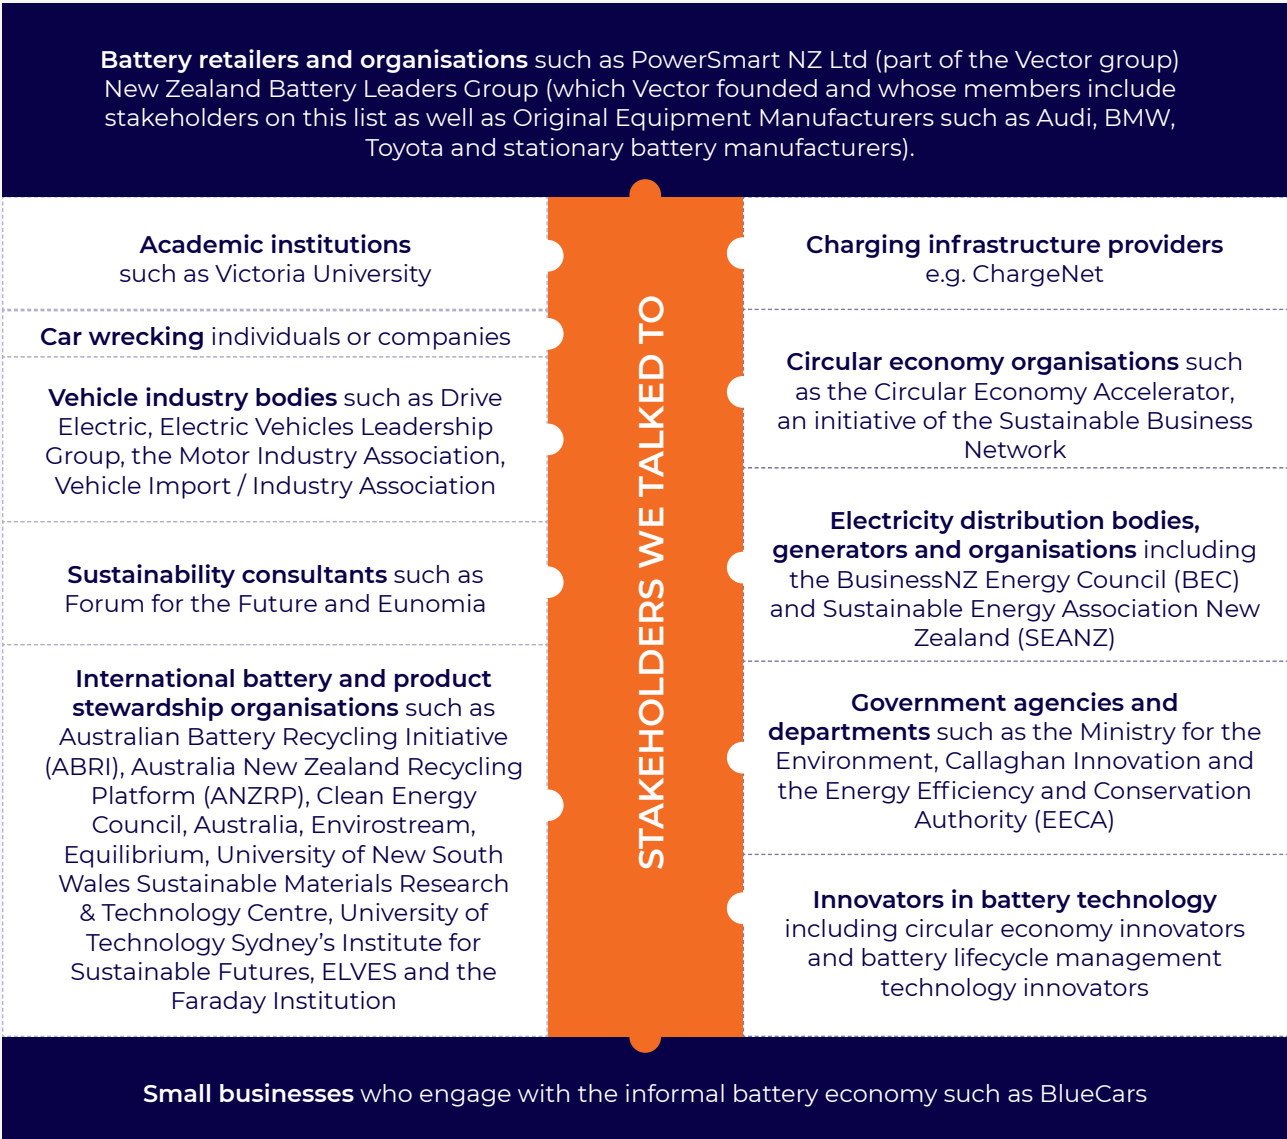 Battery retailers and organisations such as PowerSmart NZ Ltd (part of the Vector group)
New Zealand Battery Leaders Group (which Vector founded and whose members include
stakeholders on this list as well as Original Equipment Manufacturers such as Audi, BMW,
Toyota and stationary battery manufacturers).
Academic institutions
such as Victoria University
Car wrecking individuals or companies
Vehicle industry bodies such as Drive
Electric, Electric Vehicles Leadership
Group, the Motor Industry Association,
Vehicle Import / Industry Association
Sustainability consultants such as
Forum for the Future and Eunomia
International battery and product
stewardship organisations such as
Australian Battery Recycling Initiative
(ABRI), Australia New Zealand Recycling
Platform (ANZRP), Clean Energy
Council, Australia, Envirostream,
Equilibrium, University of New South
Wales Sustainable Materials Research
& Technology Centre, University of
Technology Sydney’s Institute for
Sustainable Futures, ELVES and the
Faraday Institution
STAKEHOLDERS WE TALKED TO
Charging infrastructure providers
e.g. ChargeNet
Circular economy organisations such
as the Circular Economy Accelerator,
an initiative of the Sustainable Business
Network
Electricity distribution bodies,
generators and organisations including
the BusinessNZ Energy Council (BEC)
and Sustainable Energy Association New
Zealand (SEANZ)
Government agencies and
departments such as the Ministry for the
Environment, Callaghan Innovation and
the Energy Efficiency and Conservation
Authority (EECA)
Innovators in battery technology
including circular economy innovators
and battery lifecycle management
technology innovators
Small businesses who engage with the informal battery economy such as BlueCars